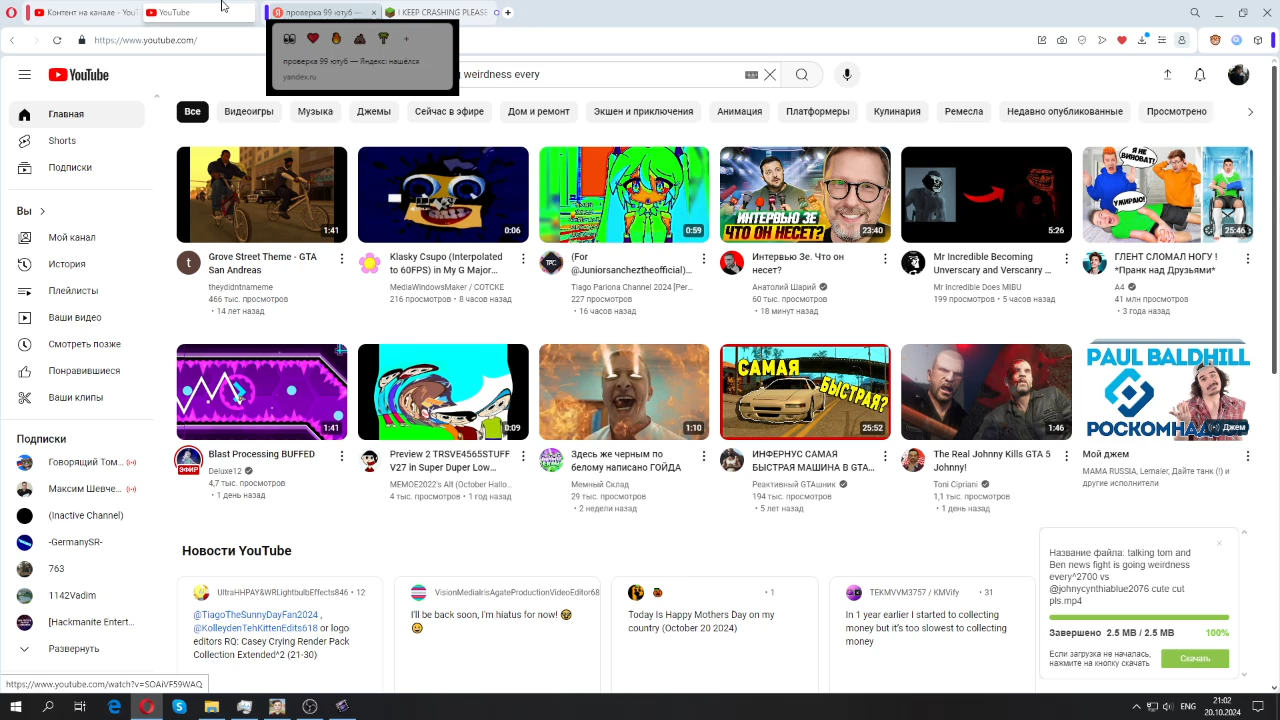 Контент на канале - You
YouTube
проверка 99 ютуб —
I KEEP CRASHING PLEASE
https://www.youtube.com/
проверка 99 ютуб — Яндекс: нашёлся
yandex.ru
YouTube
weirdness every
Все
Видеоигры
Музыка
Джемы
Сейчас в эфире
Дом и ремонт
Экшен и приключения
Анимация
Платформеры
Кулинария
Ремесла
Недавно опубликованные
Просмотрено
Главная
Shorts
Подписки
Вы
Мой канал
История
Плейлисты
Ваши видео
Смотреть позже
Понравившиеся
Ваши клипы
Подписки
Говорящий Том...
Максим Шевче...
(Inactive Channel)
-GermanySR-
763
1142Vadim
[Haxkmanite Entert...
Развернуть
1:41
Grove Street Theme - GTA
San Andreas
theydidntnameme
466 тыс. просмотров
• 14 лет назад
0:06
Klasky Csupo (Interpolated
to 60FPS) in My G Major...
MediaWindowsMaker / СОТСКЕ
216 просмотров • 8 часов назад
0:59
(For
@Juniorsancheztheofficial)...
Tiago Pariona Channel 2024 [Per...
227 просмотров
• 16 часов назад
ИНТЕРВЬЮ ЗЕ
ЧТО ОН НЕСЕТ?
23:40
Интервью Зе. Что он
несет?
Анатолий Шарий
60 тыс. просмотров
• 18 минут назад
5:26
Mr Incredible Becoming
Unverscary and Verscanry ...
Mr Incredible Does MIBU
199 просмотров • 5 часов назад
Я НЕ
ВИНОВАТ!
УМИРАЮ!
25:46
ГЛЕНТ СЛОМАЛ НОГУ !
*Пранк над Друзьями*
A4
41 млн просмотров
• 3 года назад
1:41
ЭФИР
Blast Processing BUFFED
Deluxe12
4,7 тыс. просмотров
• 1 день назад
0:09
Preview 2 TRSVE4565STUFF
V27 in Super Duper Low...
MEMOE2022's Alt (October Hallo...
4 тыс. просмотров • 1 год назад
1:10
Здесь же черным по
белому написано ГОЙДА
Мемный Склад
29 тыс. просмотров
• 2 недели назад
САМАЯ
БЫСТРАЯ?
25:52
ИНФЕРНУС САМАЯ
БЫСТРАЯ МАШИНА В GTA...
Реактивный GTAшник
194 тыс. просмотров
• 5 лет назад
1:46
The Real Johnny Kills GTA 5
Johnny!
Toni Cipriani
1,1 тыс. просмотров
• 1 день назад
PAUL BALDHILL
РОСКОМНА
Джем
Мой джем
MAMA RUSSIA, Lemaler, Дайте танк (!) и
другие исполнители
Новости YouTube
UltraHHPAY&WRLightbulbEffects846 • 12
@TiagoTheSunnyDayFan2024 ,
@KolleydenTehKittenEdits618 or logo
editors RQ: Casey Crying Render Pack
Collection Extended^2 (21-30)
VisionMediaIrisAgateProductionVideoEditor68
I'll be back soon, I'm hiatus for now!
• 1
Today Is Happy Mothers Day on my
country (October 20 2024)
TEKMVVM3757 / KMVify • 31
In 1 year earlier I started to collecting
money but it's too slowest to collecting
money
Название файла: talking tom and
Ben news fight is going weirdness
every^2700 vs
@johnycynthiablue2076 cute cut
pls.mp4
Завершено 2.5 MB / 2.5 MB 100%
Если загрузка не началась,
нажмите на кнопку скачать
Скачать
https://www.youtube.com/watch?v=SOAiVF59WAQ
ENG
21:02
20.10.2024